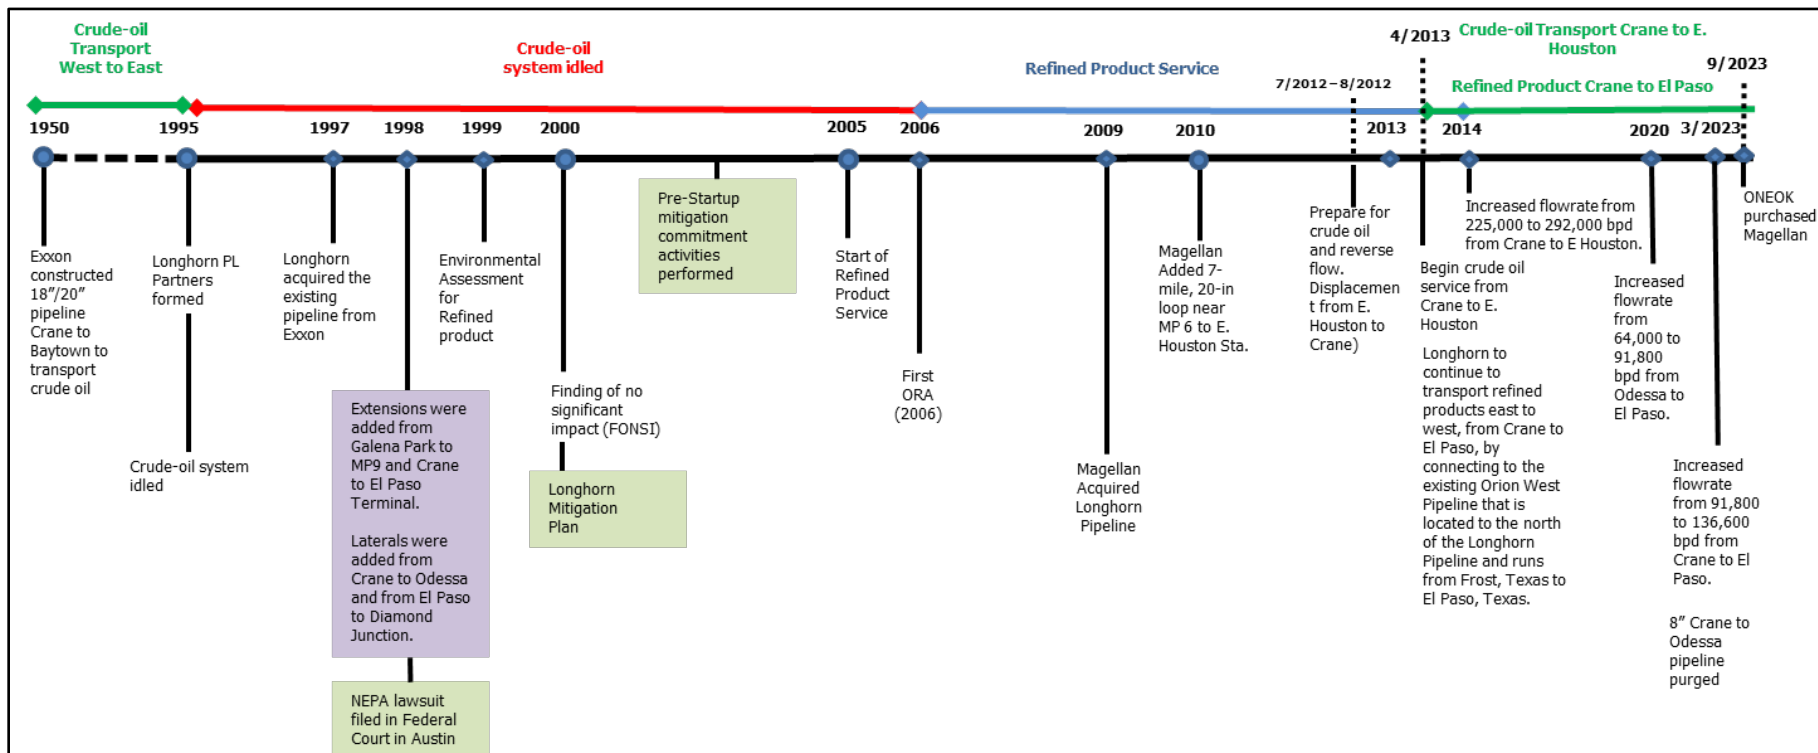 Crude-oil
Transport
West to East
Crude-oil
system idled
Refined Product Service
7/2012–8/2012
4/2013
Crude-oil Transport Crane to E.
Houston
Refined Product Crane to El Paso
9/2023
1950
1995
1997
1998
1999
2000
2005
2006
2009
2010
2013
2014
2020
3/2023
Exxon
constructed
18”/20”
pipeline
Crane to
Baytown to
transport
crude oil
Longhorn PL
Partners
formed
Crude-oil system
idled
Longhorn
acquired the
existing
pipeline from
Exxon
Extensions were
added from
Galena Park to
MP9 and Crane
to El Paso
Terminal.
Laterals were
added from
Crane to Odessa
and from El Paso
to Diamond
Junction.
NEPA lawsuit
filed in Federal
Court in Austin
Environmental
Assessment
for
Refined
product
Finding of no
significant
impact (FONSI)
Longhorn
Mitigation
Plan
Pre-Startup
mitigation
commitment
activities
performed
Start of
Refined
Product
Service
First
ORA
(2006)
Magellan
Acquired
Longhorn
Pipeline
Magellan
Added 7-
mile, 20-in
loop near
MP 6 to E.
Houston Sta.
Prepare for
crude oil
and reverse
flow.
Displacemen
t from E.
Houston to
Crane)
Begin crude oil
service from
Crane to E.
Houston
Longhorn to
continue to
transport refined
products east to
west, from Crane to
El Paso, by
connecting to the
existing Orion West
Pipeline that is
located to the north
of the Longhorn
Pipeline and runs
from Frost, Texas to
El Paso, Texas.
Increased flowrate from
225,000 to 292,000 bpd
from Crane to E Houston.
Increased
flowrate
from
64,000 to
91,800
bpd from
Odessa to
El Paso.
Increased
flowrate
from 91,800
to 136,600
bpd from
Crane to El
Paso.
8” Crane to
Odessa
pipeline
purged
ONEOK
purchased
Magellan